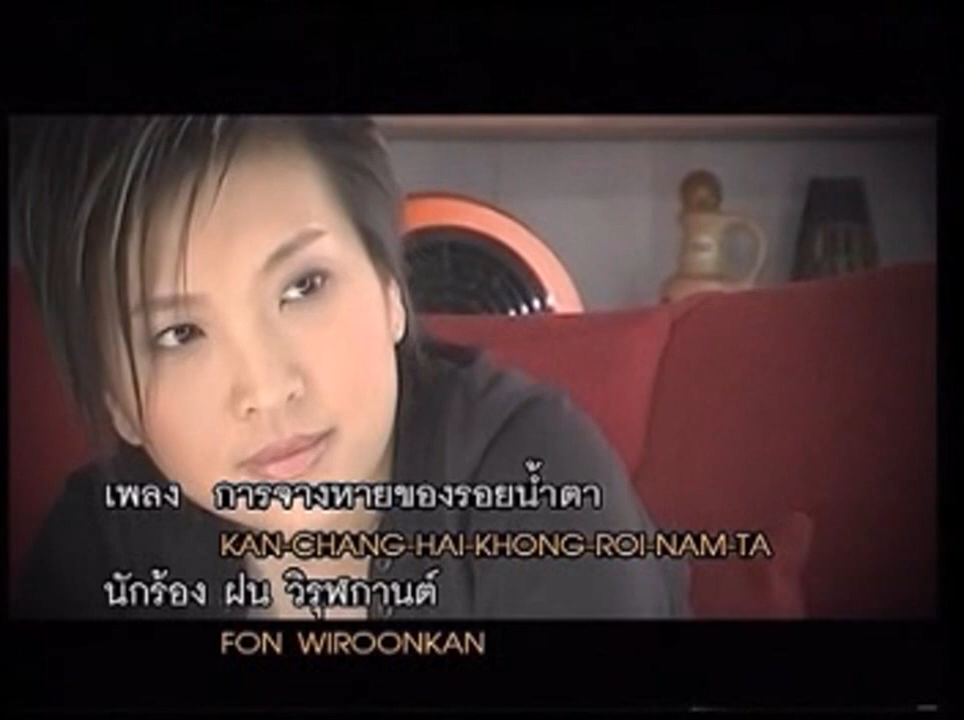 เพลง การจางหายของรอยน้ำตา
KAN-CHANG-HAI-KHONG-ROI-NAM-TA
นักร้อง ฝน วิรุฬกานต์
FON WIROONKAN